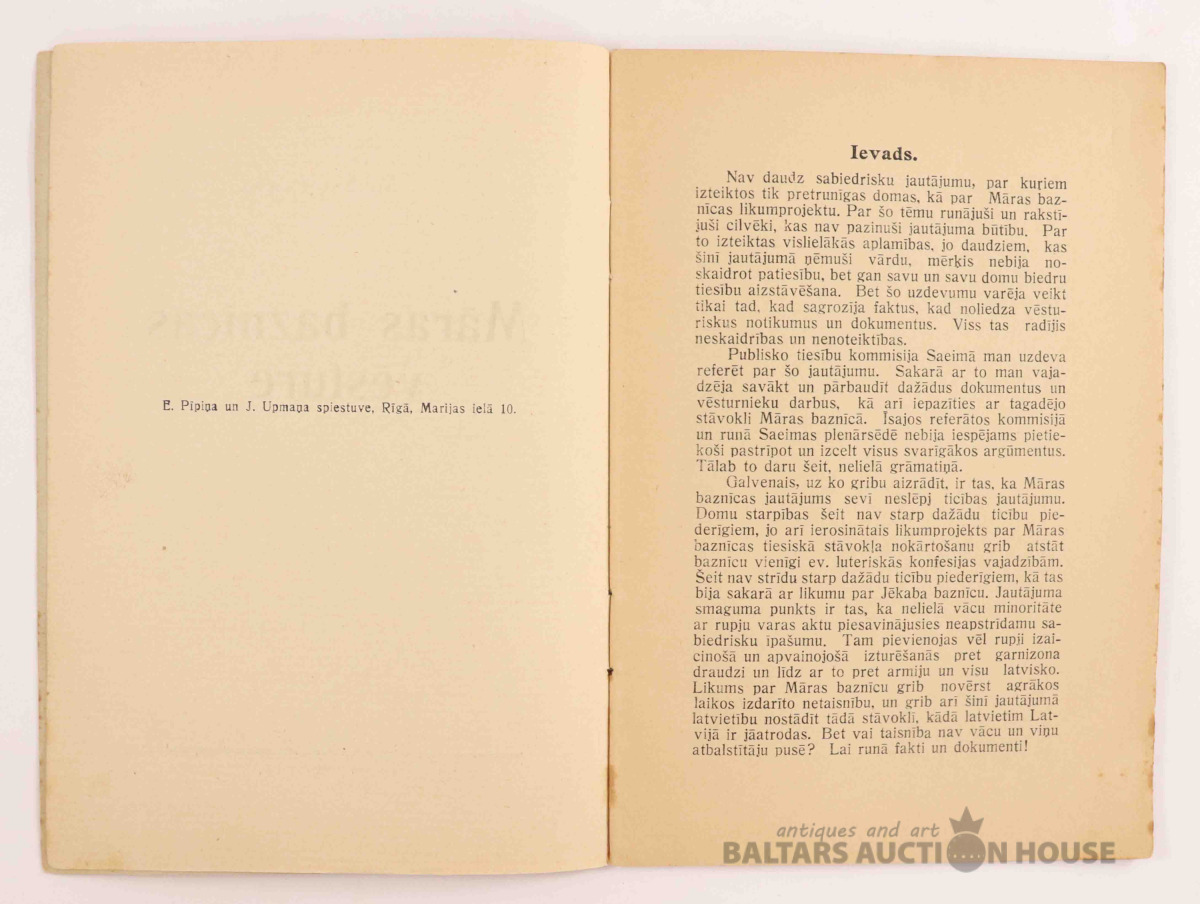 E. Pīpiņa un J. Upmaņa spiestuve, Rīgā, Marijas ielā 10.
Ievads.
Nav daudz sabiedrisku jautājumu, par kuŗiem
izteiktos tik pretrunīgas domas, kā par Māras baz-
nīcas likumprojektu. Par šo tēmu runājuši un rakstī-
juši cilvēki, kas nav pazinuši jautājuma būtību. Par
to izteiktas vislielākās aplamības, jo daudziem, kas
šinī jautājumā ņēmuši vārdu, mērķis nebija no-
skaidrot patiesību, bet gan savu un savu domu biedru
tiesību aizstāvēšana. Bet šo uzdevumu varēja veikt
tikai tad, kad sagrozīja faktus, kad noliedza vēstu-
riskus notikumus un dokumentus. Viss tas radījis
neskaidrības un nenoteiktības.
Publisko tiesību kommisija Saeimā man uzdeva
referēt par šo jautājumu. Sakarā ar to man vaja-
dzēja savākt un pārbaudīt dažādus dokumentus un
vēsturnieku darbus, kā arī iepazīties ar tagadējo
stāvokli Māras baznīcā. Īsajos referātos kommisijā
un runā Saeimas plenārsēdē nebija iespējams pietie-
koši pastrīpot un izcelt visus svarīgākos argūmentus.
Tālab to daru šeit, nelielā grāmatiņā.
Galvenais, uz ko gribu aizrādīt, ir tas, ka Māras
baznīcas jautājums sevī neslēpj ticības jautājumu.
Domu starpības šeit nav starp dažādu ticību pie-
derīgiem, jo arī ierosinātais likumprojekts par Māras
baznīcas tiesiskā stāvokļa nokārtošanu grib atstāt
baznīcu vienīgi ev. luteriskās konfesijas vajadzībām.
Šeit nav strīdu starp dažādu ticību piederīgiem, kā tas
bija sakarā ar likumu par Jēkaba baznīcu. Jautājuma
smaguma punkts ir tas, ka nelielā vācu minoritāte
ar rupju varas aktu piesavinājusies neapstrīdamu sa-
biedrisku īpašumu. Tam pievienojas vēl rupji izai-
cinošā un apvainojošā izturēšanās pret garnizona
draudzi un līdz ar to pret armiju un visu latvisko.
Likums par Māras baznīcu grib novērst agrākos
laikos izdarīto netaisnību, un grib arī šinī jautājumā
latvietību nostādīt tādā stāvoklī, kādā latvietim Lat-
vijā ir jāatrodas. Bet vai taisnība nav vācu un viņu
atbalstītāju pusē? Lai runā fakti un dokumenti!
antiques and art
BALTARS AUCTION HOUSE